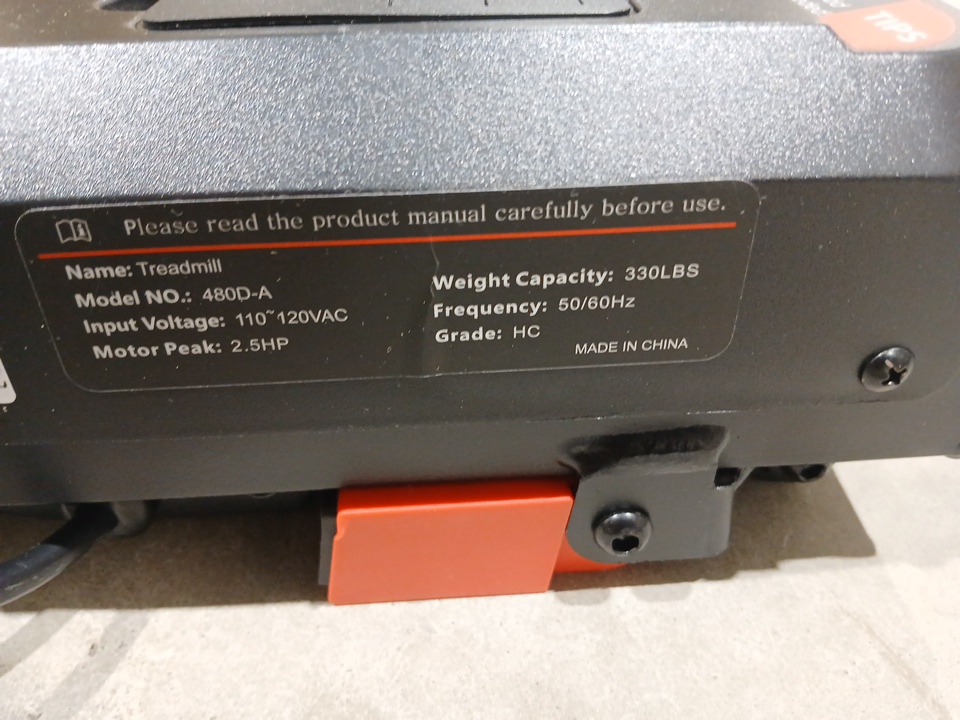 TIPS
Please read the product manual carefully before use.
Name: Treadmill
Model NO.: 480D-A
Input Voltage: 110~120VAC
Motor Peak: 2.5HP
Weight Capacity: 330LBS
Frequency: 50/60Hz
Grade: HC
MADE IN CHINA